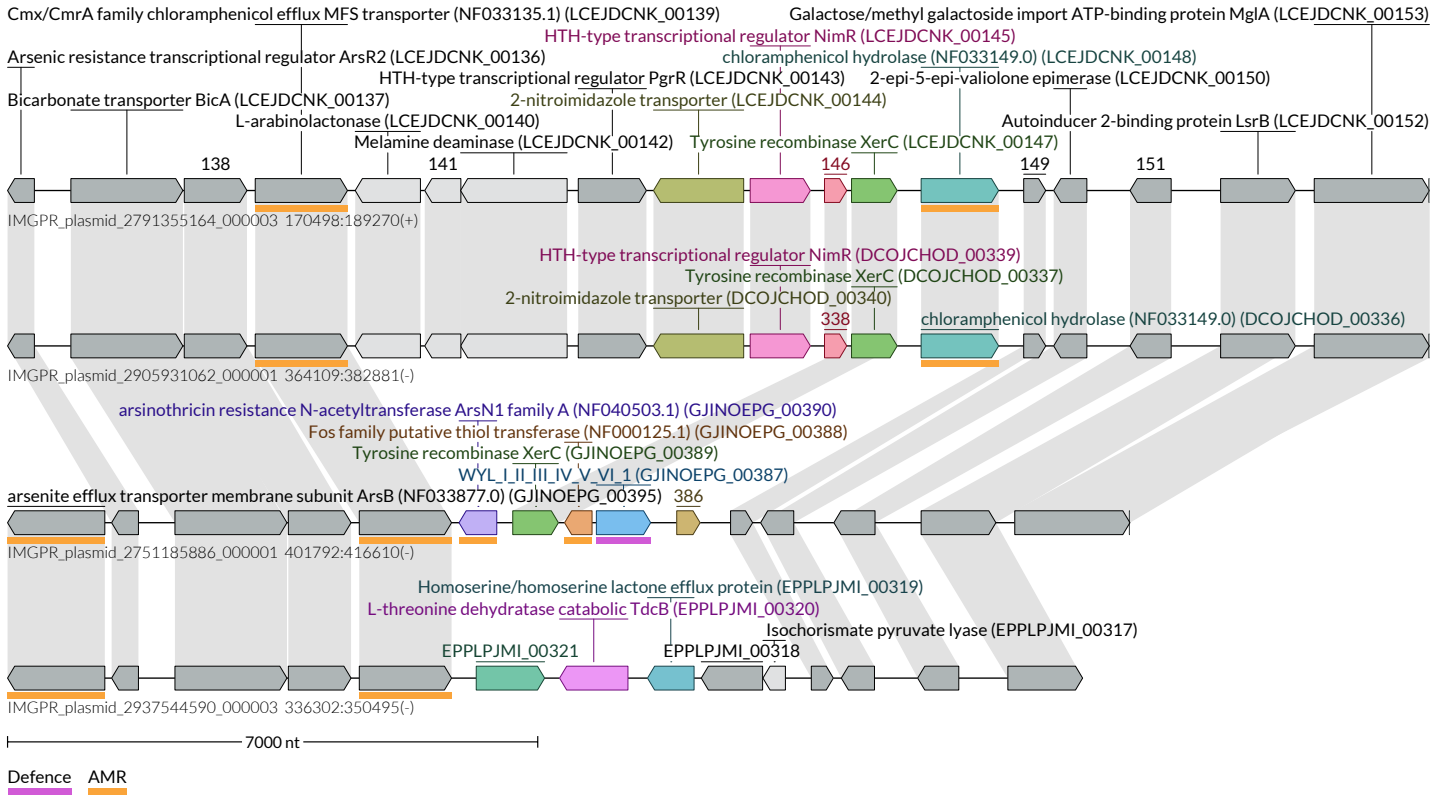 Cmx/CmrA family chloramphenicol efflux MFS transporter (NF033135.1) (LCEJDCNK_00139)
Galactose/methyl galactoside import ATP-binding protein MglA (LCEJDCNK_00153)
HTH-type transcriptional regulator NimR (LCEJDCNK_00145)
Arsenic resistance transcriptional regulator ArsR2 (LCEJDCNK_00136)
chloramphenicol hydrolase (NF033149.0) (LCEJDCNK_00148)
HTH-type transcriptional regulator PgrR (LCEJDCNK_00143)
2-epi-5-epi-valiolone epimerase (LCEJDCNK_00150)
Bicarbonate transporter BicA (LCEJDCNK_00137)
2-nitroimidazole transporter (LCEJDCNK_00144)
L-arabinolactonase (LCEJDCNK_00140)
Autoinducer 2-binding protein LsrB (LCEJDCNK_00152)
Melamine deaminase (LCEJDCNK_00142)
Tyrosine recombinase XerC (LCEJDCNK_00147)
138
141
146
149
151
IMGPR_plasmid_2791355164_000003 170498:189270(+)
HTH-type transcriptional regulator NimR (DCOJCHOD_00339)
Tyrosine recombinase XerC (DCOJCHOD_00337)
2-nitroimidazole transporter (DCOJCHOD_00340)
338
chloramphenicol hydrolase (NF033149.0) (DCOJCHOD_00336)
IMGPR_plasmid_2905931062_000001 364109:382881(-)
arsinothricin resistance N-acetyltransferase ArsN1 family A (NF040503.1) (GJINOEPG_00390)
Fos family putative thiol transferase (NF000125.1) (GJINOEPG_00388)
Tyrosine recombinase XerC (GJINOEPG_00389)
WYL_I_II_III_IV_V_VI_1 (GJINOEPG_00387)
arsenite efflux transporter membrane subunit ArsB (NF033877.0) (GJINOEPG_00395)
386
IMGPR_plasmid_2751185886_000001 401792:416610(-)
Homoserine/homoserine lactone efflux protein (EPPLPJMI_00319)
L-threonine dehydratase catabolic TdcB (EPPLPJMI_00320)
Isochorismate pyruvate lyase (EPPLPJMI_00317)
EPPLPJMI_00321
EPPLPJMI_00318
IMGPR_plasmid_2937544590_000003 336302:350495(-)
7000 nt
Defence
AMR